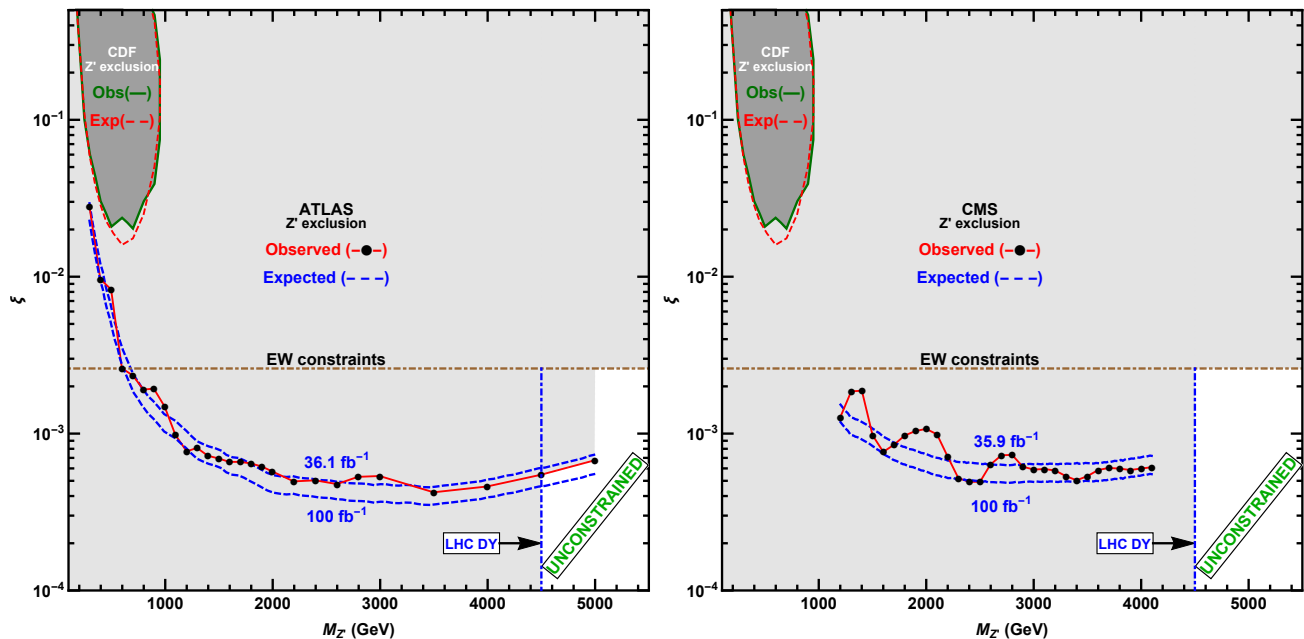 CDF
Z' exclusion
Obs(—)
Exp(– –)
ATLAS
Z' exclusion
Observed (–●–)
Expected (– – –)
EW constraints
36.1 fb⁻¹
100 fb⁻¹
LHC DY
UNCONSTRAINED
ξ
10⁻¹
10⁻²
10⁻³
10⁻⁴
1000 2000 3000 4000 5000
M_Z' (GeV)
CDF
Z' exclusion
Obs(—)
Exp(– –)
CMS
Z' exclusion
Observed (–●–)
Expected (– – –)
EW constraints
35.9 fb⁻¹
100 fb⁻¹
LHC DY
UNCONSTRAINED
ξ
10⁻¹
10⁻²
10⁻³
10⁻⁴
1000 2000 3000 4000 5000
M_Z' (GeV)